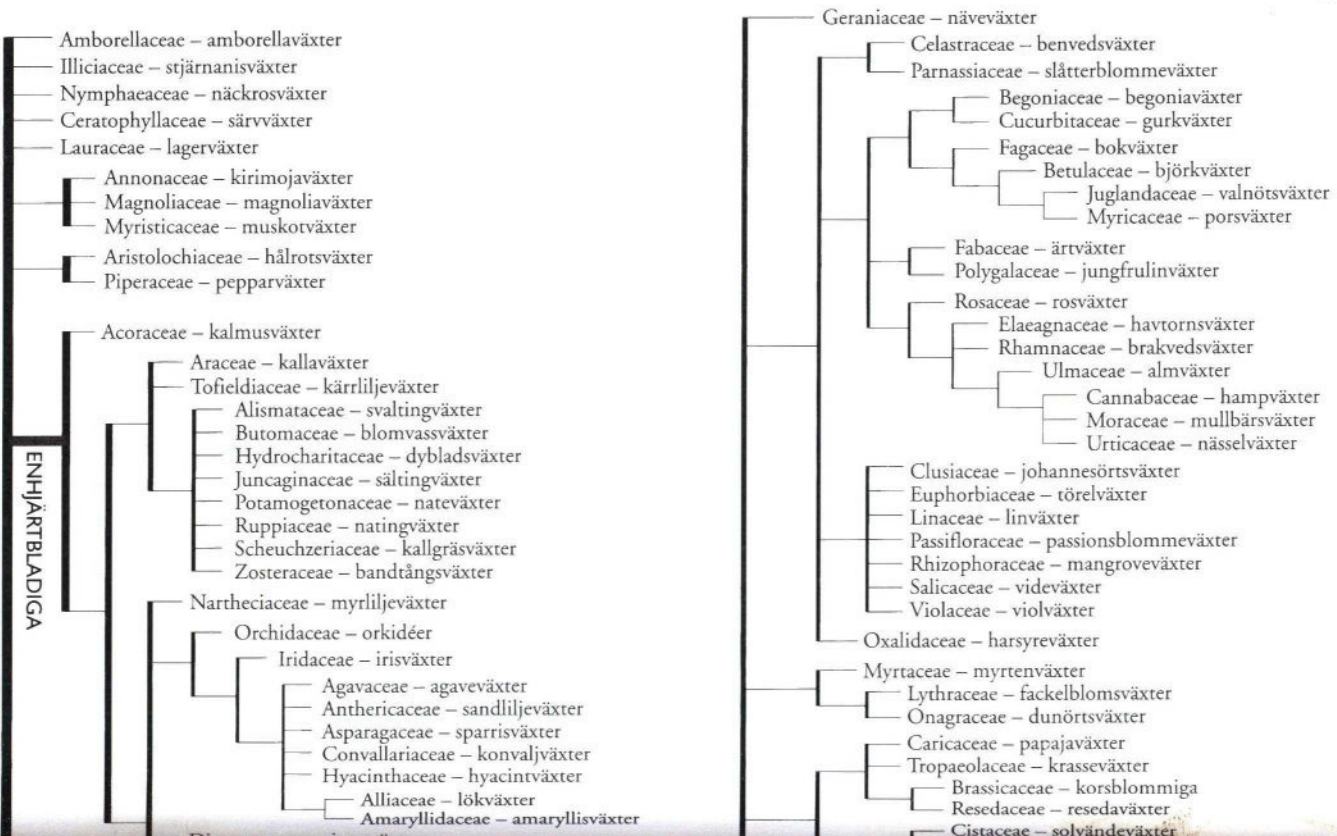 Amborellaceae – amborellaväxter
Illiciaceae – stjärnanisväxter
Nymphaeaceae – näckrosväxter
Ceratophyllaceae – särvväxter
Lauraceae – lagerväxter
Annonaceae – kirimojaväxter
Magnoliaceae – magnoliaväxter
Myristicaceae – muskotväxter
Aristolochiaceae – hålrotsväxter
Piperaceae – pepparväxter
Acoraceae – kalmusväxter
Araceae – kallaväxter
Tofieldiaceae – kärrliljeväxter
Alismataceae – svaltingväxter
Butomaceae – blomvassväxter
Hydrocharitaceae – dybladsväxter
Juncaginaceae – sältingväxter
Potamogetonaceae – nateväxter
Ruppiaceae – natingväxter
Scheuchzeriaceae – kallgräsväxter
Zosteraceae – bandtångsväxter
ENHJÄRTBLADIGA
Nartheciaceae – myrliljeväxter
Orchidaceae – orkidéer
Iridaceae – irisväxter
Agavaceae – agaveväxter
Anthericaceae – sandliljeväxter
Asparagaceae – sparrisväxter
Convallariaceae – konvaljväxter
Hyacinthaceae – hyacintväxter
Alliaceae – lökväxter
Amaryllidaceae – amaryllisväxter
Geraniaceae – näveväxter
Celastraceae – benvedsväxter
Parnassiaceae – slåtterblommeväxter
Begoniaceae – begoniaväxter
Cucurbitaceae – gurkväxter
Fagaceae – bokväxter
Betulaceae – björkväxter
Juglandaceae – valnötsväxter
Myricaceae – porsväxter
Fabaceae – ärtväxter
Polygalaceae – jungfrulinväxter
Rosaceae – rosväxter
Elaeagnaceae – havtornsväxter
Rhamnaceae – brakvedsväxter
Ulmaceae – almväxter
Cannabaceae – hampväxter
Moraceae – mullbärsväxter
Urticaceae – nässelväxter
Clusiaceae – johannesörtsväxter
Euphorbiaceae – törelväxter
Linaceae – linväxter
Passifloraceae – passionsblommeväxter
Rhizophoraceae – mangroveväxter
Salicaceae – videväxter
Violaceae – violväxter
Oxalidaceae – harsyreväxter
Myrtaceae – myrtenväxter
Lythraceae – fackelblomsväxter
Onagraceae – dunörtsväxter
Caricaceae – papajaväxter
Tropaeolaceae – krasseväxter
Brassicaceae – korsblommiga
Resedaceae – resedaväxter
Cistaceae – solvändeväxter